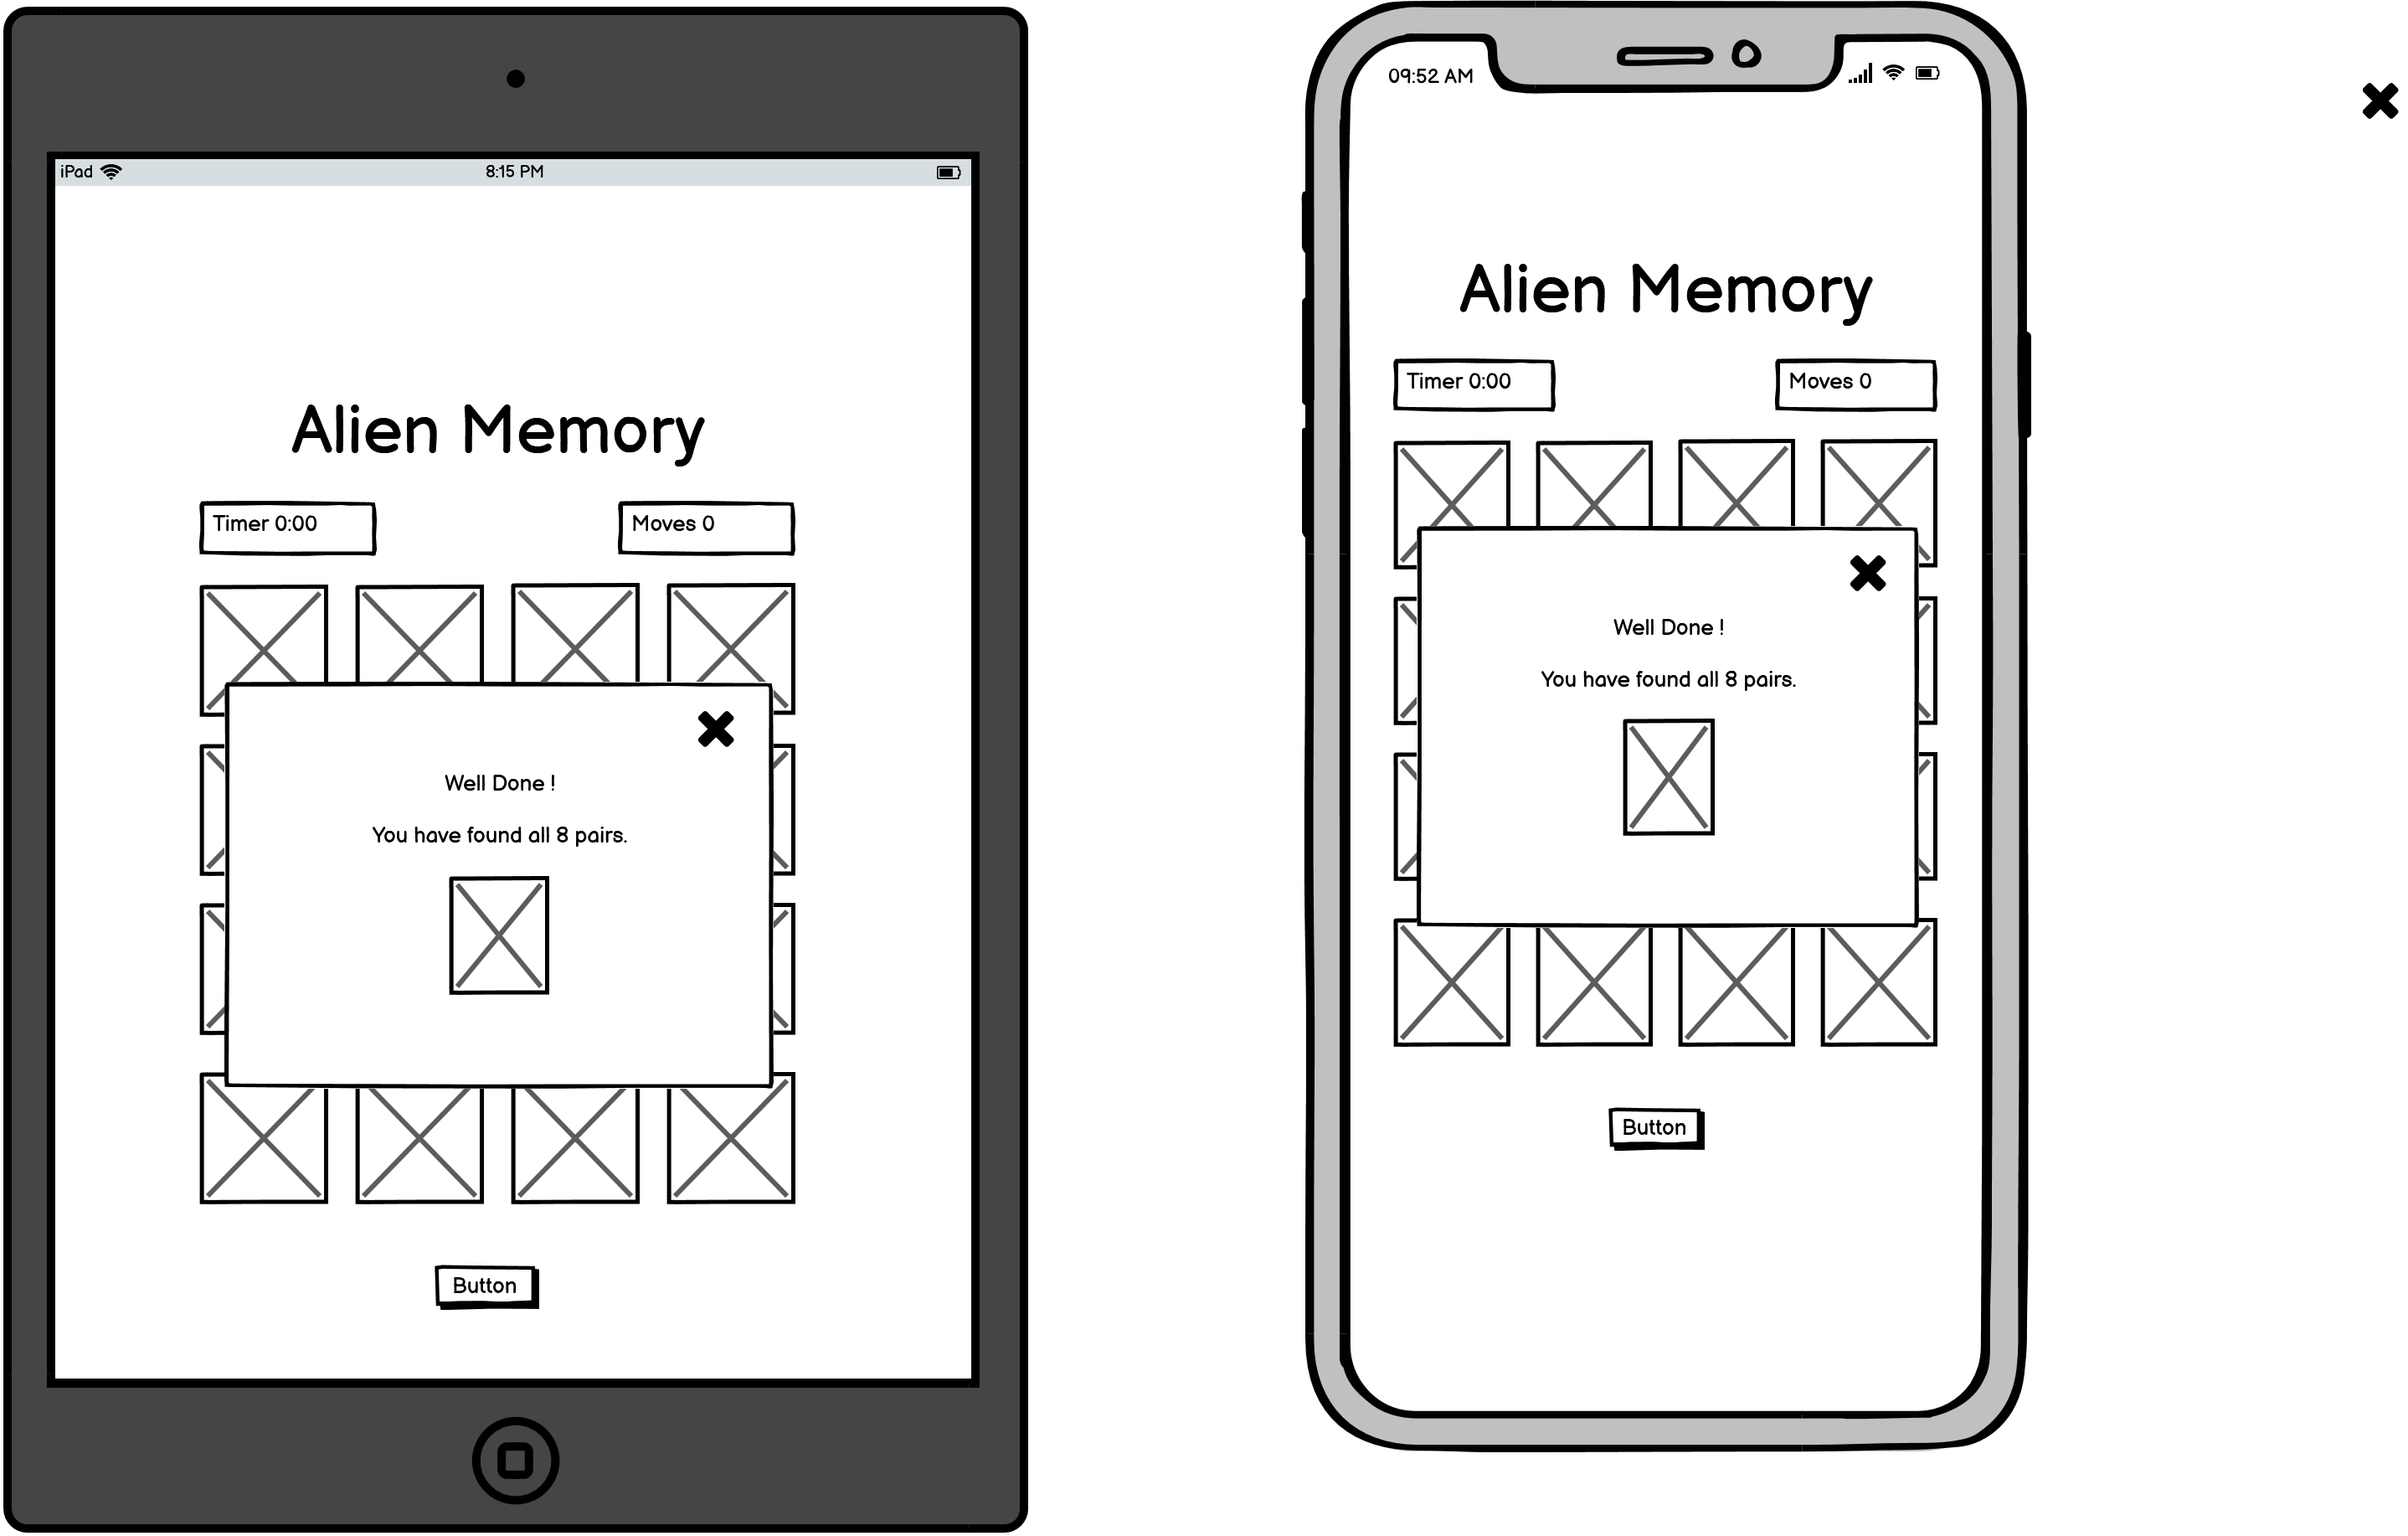 iPad 8:15 PM
Alien Memory
Timer 0:00 Moves 0
Well Done !
You have found all 8 pairs.
Button
09:52 AM
Alien Memory
Timer 0:00 Moves 0
Well Done !
You have found all 8 pairs.
Button